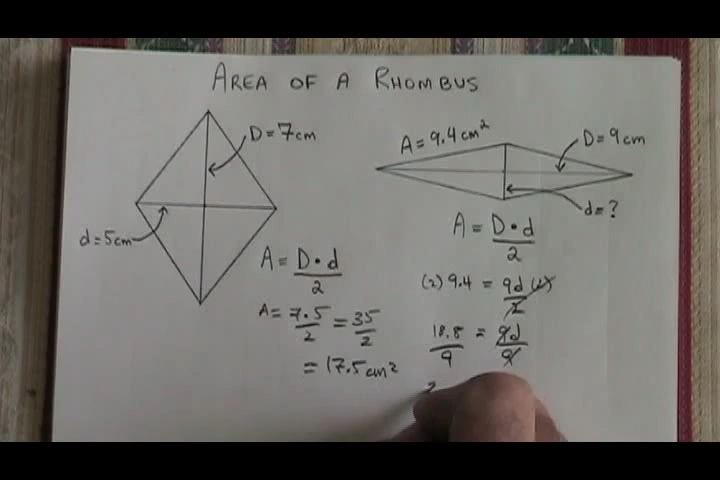 AREA OF A RHOMBUS
D = 7cm
d = 5cm
A = D • d / 2
A = 7.5 / 2 = 35 / 2
= 17.5 cm²
A = 9.4 cm²
D = 9cm
d = ?
A = D • d / 2
(2) 9.4 = 9d (2) / 2
18.8 / 9 = 9d / 9